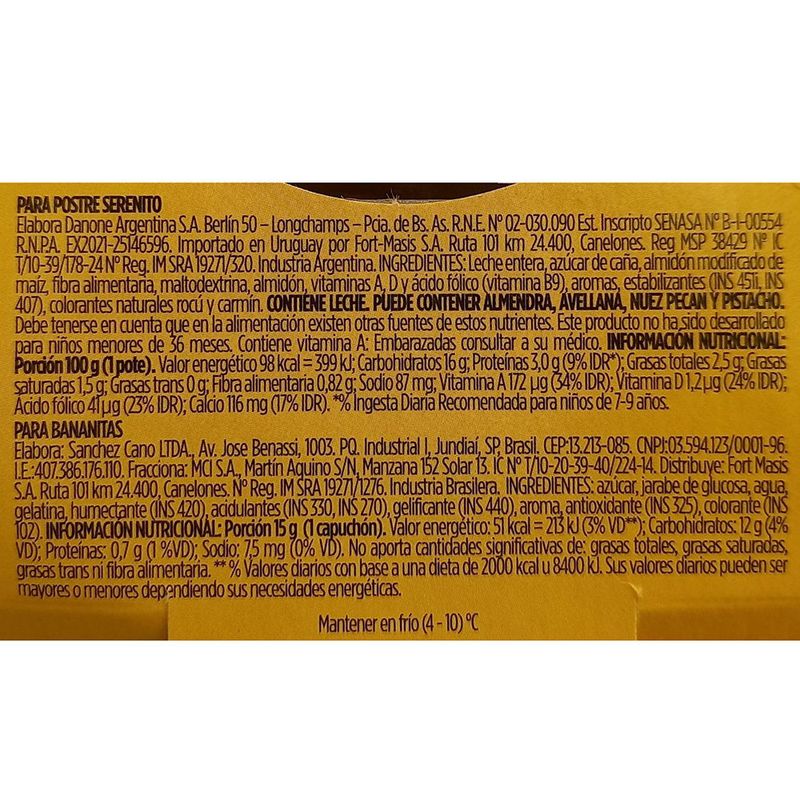 PARA POSTRE SERENITO
Elabora Danone Argentina S.A. Berlín 50 – Longchamps – Pcia. de Bs. As. R.N.E. Nº 02-030.090 Est. Inscripto SENASA Nº B-I-00554
R.N.P.A. EX2021-25146596. Importado en Uruguay por Fort-Masis S.A. Ruta 101 km 24.400, Canelones. Reg MSP 38429 Nº IC
T/10-39/178-24 Nº Reg. IM SRA 19271/320. Industria Argentina. INGREDIENTES: Leche entera, azúcar de caña, almidón modificado de
maíz, fibra alimentaria, maltodextrina, almidón, vitaminas A, D y ácido fólico (vitamina B9), aromas, estabilizantes (INS 451i, INS
407), colorantes naturales rocú y carmín. CONTIENE LECHE. PUEDE CONTENER ALMENDRA, AVELLANA, NUEZ PECAN Y PISTACHO.
Debe tenerse en cuenta que en la alimentación existen otras fuentes de estos nutrientes. Este producto no ha sido desarrollado
para niños menores de 36 meses. Contiene vitamina A: Embarazadas consultar a su médico. INFORMACIÓN NUTRICIONAL:
Porción 100 g (1 pote). Valor energético 98 kcal = 399 kJ; Carbohidratos 16 g; Proteínas 3,0 g (9% IDR*); Grasas totales 2,5 g; Grasas
saturadas 1,5 g; Grasas trans 0 g; Fibra alimentaria 0,82 g; Sodio 87 mg; Vitamina A 172 µg (34% IDR); Vitamina D 1,2 µg (24% IDR);
Ácido fólico 41 µg (23% IDR); Calcio 116 mg (17% IDR). *% Ingesta Diaria Recomendada para niños de 7-9 años.
PARA BANANITAS
Elabora: Sanchez Cano LTDA., Av. Jose Benassi, 1003. PQ. Industrial I, Jundiaí, SP, Brasil. CEP:13.213-085. CNPJ:03.594.123/0001-96.
I.E.:407.386.176.110. Fracciona: MCI S.A., Martín Aquino S/N, Manzana 152 Solar 13. IC Nº T/10-20-39-40/224-14. Distribuye: Fort Masis
S.A. Ruta 101 km 24.400, Canelones. Nº Reg. IM SRA 19271/1276. Industria Brasilera. INGREDIENTES: azúcar, jarabe de glucosa, agua,
gelatina, humectante (INS 420), acidulantes (INS 330, INS 270), gelificante (INS 440), aroma, antioxidante (INS 325), colorante (INS
102). INFORMACIÓN NUTRICIONAL: Porción 15 g (1 capuchón). Valor energético: 51 kcal = 213 kJ (3% VD**); Carbohidratos: 12 g (4%
VD); Proteínas: 0,7 g (1 %VD); Sodio: 7,5 mg (0% VD). No aporta cantidades significativas de: grasas totales, grasas saturadas,
grasas trans ni fibra alimentaria. ** % Valores diarios con base a una dieta de 2000 kcal u 8400 kJ. Sus valores diarios pueden ser
mayores o menores dependiendo sus necesidades energéticas.
Mantener en frío (4 - 10) ºC